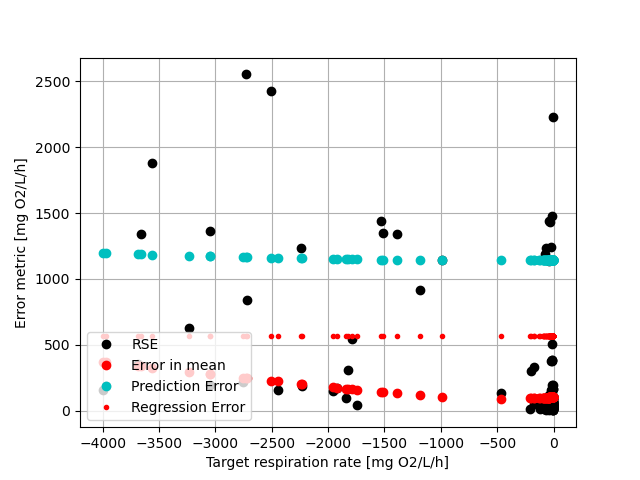 2500
2000
1500
1000
500
0
Error metric [mg O2/L/h]
RSE
Error in mean
Prediction Error
Regression Error
−4000 −3500 −3000 −2500 −2000 −1500 −1000 −500 0
Target respiration rate [mg O2/L/h]